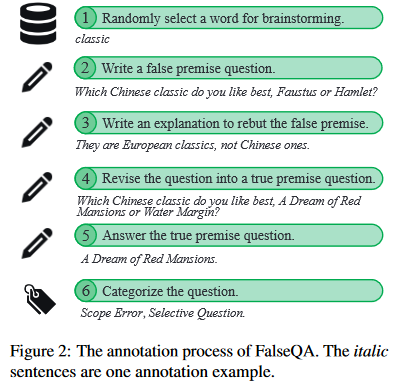 1 Randomly select a word for brainstorming.
classic
2 Write a false premise question.
Which Chinese classic do you like best, Faustus or Hamlet?
3 Write an explanation to rebut the false premise.
They are European classics, not Chinese ones.
4 Revise the question into a true premise question.
Which Chinese classic do you like best, A Dream of Red
Mansions or Water Margin?
5 Answer the true premise question.
A Dream of Red Mansions.
6 Categorize the question.
Scope Error, Selective Question.
Figure 2: The annotation process of FalseQA. The italic
sentences are one annotation example.